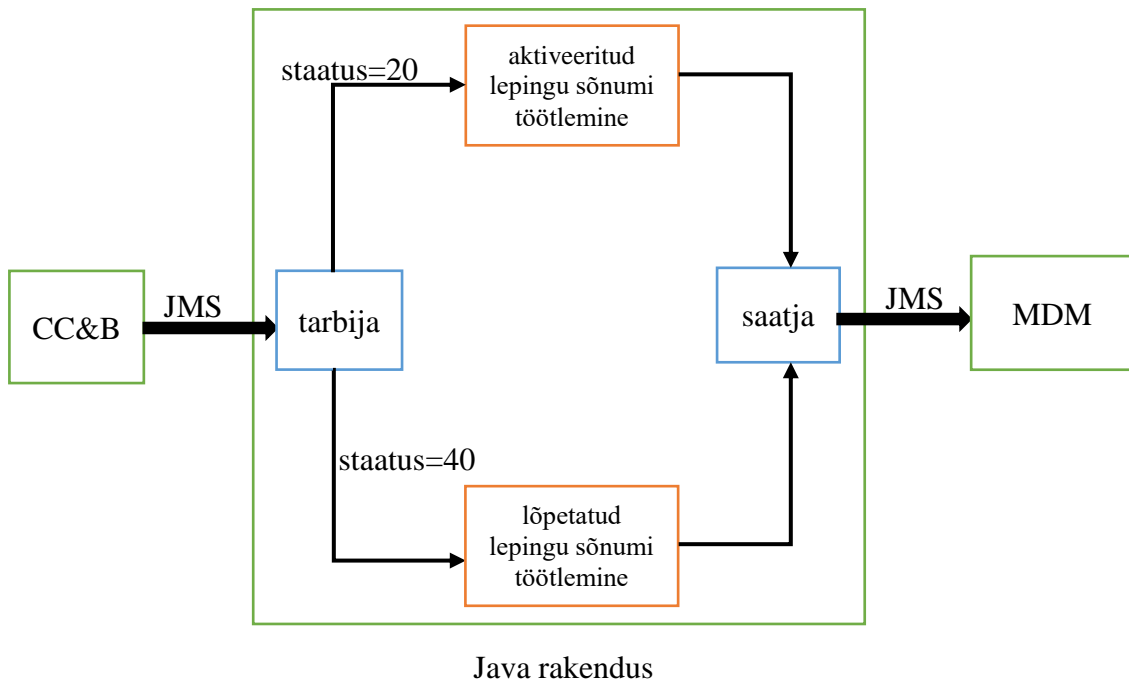 staatus=20
aktiveeritud
lepingu sõnumi
töötlemine
CC&B
JMS
tarbija
saatja
JMS
MDM
staatus=40
lõpetatud
lepingu sõnumi
töötlemine
Java rakendus